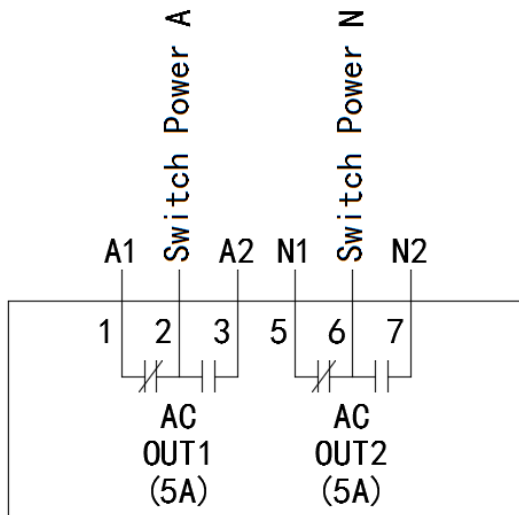 Switch Power A
Switch Power N
A1 A2 N1 N2
1 2 3 5 6 7
AC AC
OUT1 OUT2
(5A) (5A)